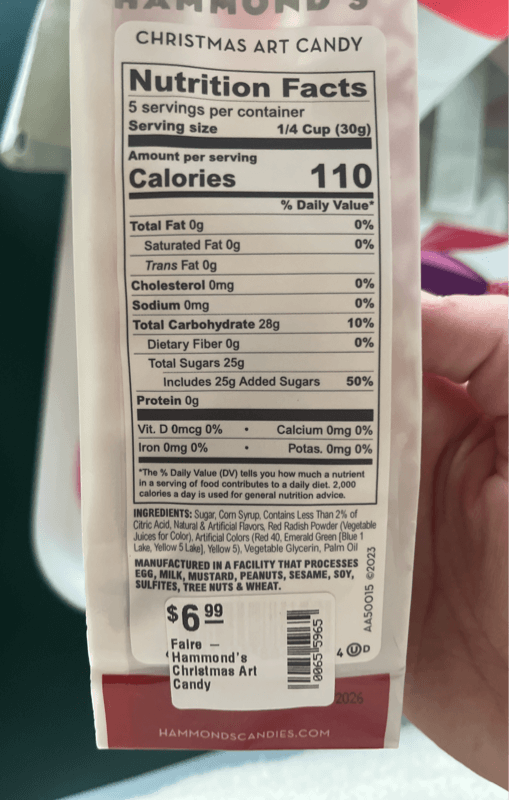 HAMMOND'S
CHRISTMAS ART CANDY
Nutrition Facts
5 servings per container
Serving size 1/4 Cup (30g)
Amount per serving
Calories 110
% Daily Value*
Total Fat 0g 0%
Saturated Fat 0g 0%
Trans Fat 0g
Cholesterol 0mg 0%
Sodium 0mg 0%
Total Carbohydrate 28g 10%
Dietary Fiber 0g 0%
Total Sugars 25g
Includes 25g Added Sugars 50%
Protein 0g
Vit. D 0mcg 0% • Calcium 0mg 0%
Iron 0mg 0% • Potas. 0mg 0%
*The % Daily Value (DV) tells you how much a nutrient
in a serving of food contributes to a daily diet. 2,000
calories a day is used for general nutrition advice.
INGREDIENTS: Sugar, Corn Syrup, Contains Less Than 2% of
Citric Acid, Natural & Artificial Flavors, Red Radish Powder (Vegetable
Juices for Color), Artificial Colors (Red 40, Emerald Green [Blue 1
Lake, Yellow 5 Lake], Yellow 5), Vegetable Glycerin, Palm Oil
MANUFACTURED IN A FACILITY THAT PROCESSES
EGG, MILK, MUSTARD, PEANUTS, SESAME, SOY,
SULFITES, TREE NUTS & WHEAT.
AA50015 ©2023
$6.99
Faire —
Hammond's
Christmas Art
Candy
00655965
4 U D
2026
HAMMONDSCANDIES.COM